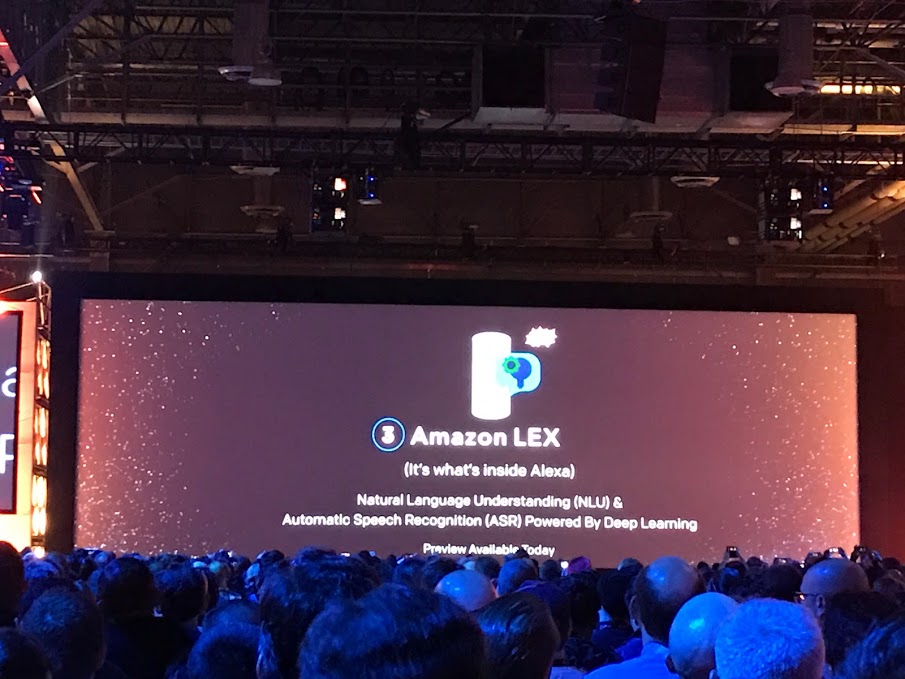 3 Amazon LEX
(It's what's inside Alexa)
Natural Language Understanding (NLU) &
Automatic Speech Recognition (ASR) Powered By Deep Learning
Preview Available Today